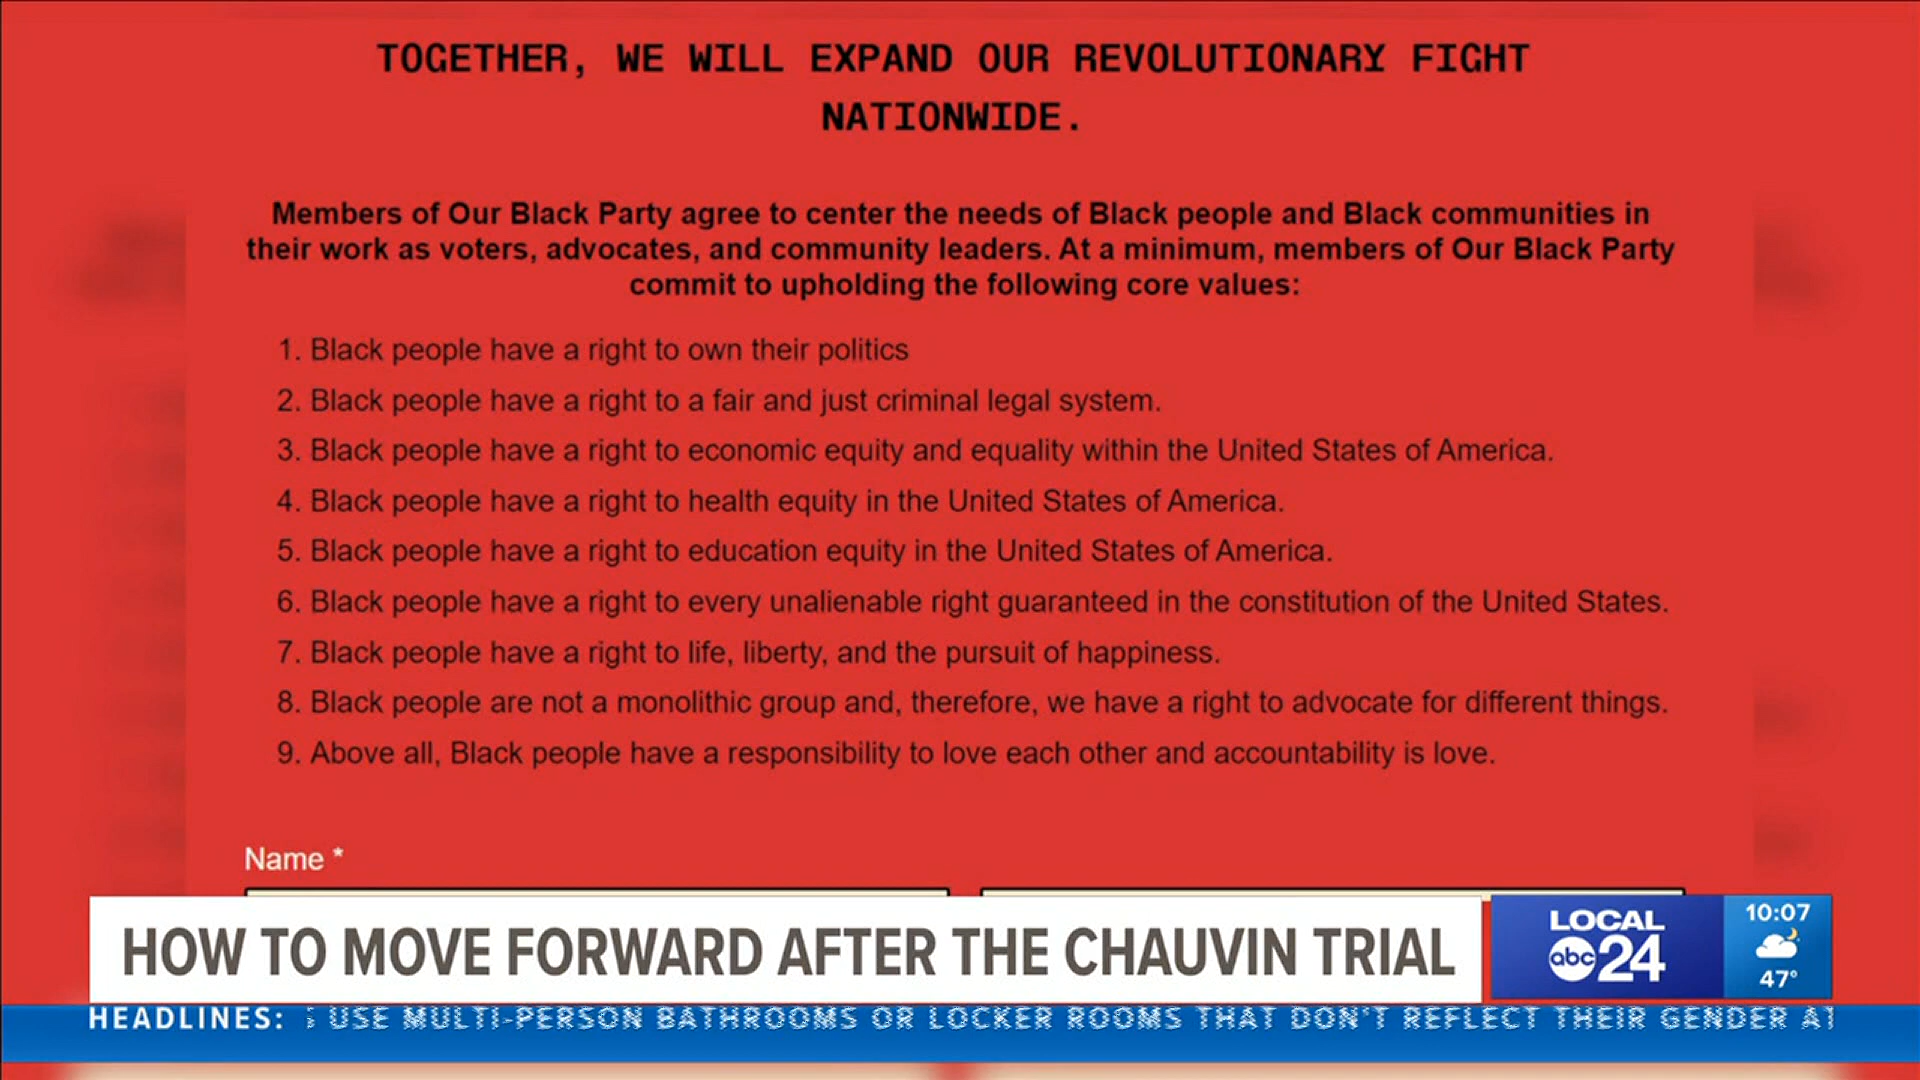 TOGETHER, WE WILL EXPAND OUR REVOLUTIONARY FIGHT
NATIONWIDE.
Members of Our Black Party agree to center the needs of Black people and Black communities in
their work as voters, advocates, and community leaders. At a minimum, members of Our Black Party
commit to upholding the following core values:
1. Black people have a right to own their politics
2. Black people have a right to a fair and just criminal legal system.
3. Black people have a right to economic equity and equality within the United States of America.
4. Black people have a right to health equity in the United States of America.
5. Black people have a right to education equity in the United States of America.
6. Black people have a right to every unalienable right guaranteed in the constitution of the United States.
7. Black people have a right to life, liberty, and the pursuit of happiness.
8. Black people are not a monolithic group and, therefore, we have a right to advocate for different things.
9. Above all, Black people have a responsibility to love each other and accountability is love.
Name *
HOW TO MOVE FORWARD AFTER THE CHAUVIN TRIAL
LOCAL
abc 24
10:07
47°
HEADLINES: USE MULTI-PERSON BATHROOMS OR LOCKER ROOMS THAT DON'T REFLECT THEIR GENDER